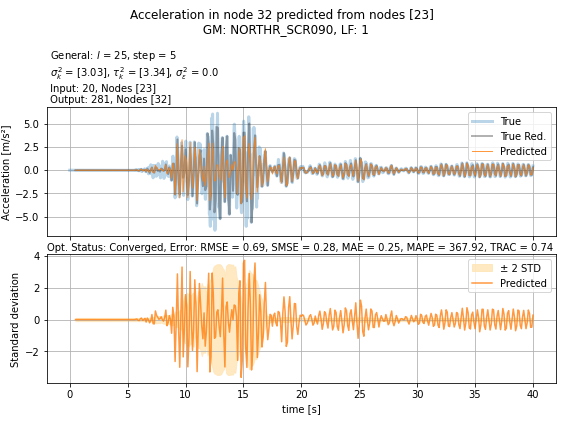 Acceleration in node 32 predicted from nodes [23]
GM: NORTHR_SCR090, LF: 1
General: l = 25, step = 5
σ²ₖ = [3.03], τ²ₖ = [3.34], σ²ε = 0.0
Input: 20, Nodes [23]
Output: 281, Nodes [32]
Acceleration [m/s²]
5.0
2.5
0.0
−2.5
−5.0
True
True Red.
Predicted
Opt. Status: Converged, Error: RMSE = 0.69, SMSE = 0.28, MAE = 0.25, MAPE = 367.92, TRAC = 0.74
Standard deviation
4
2
0
−2
± 2 STD
Predicted
0 5 10 15 20 25 30 35 40
time [s]